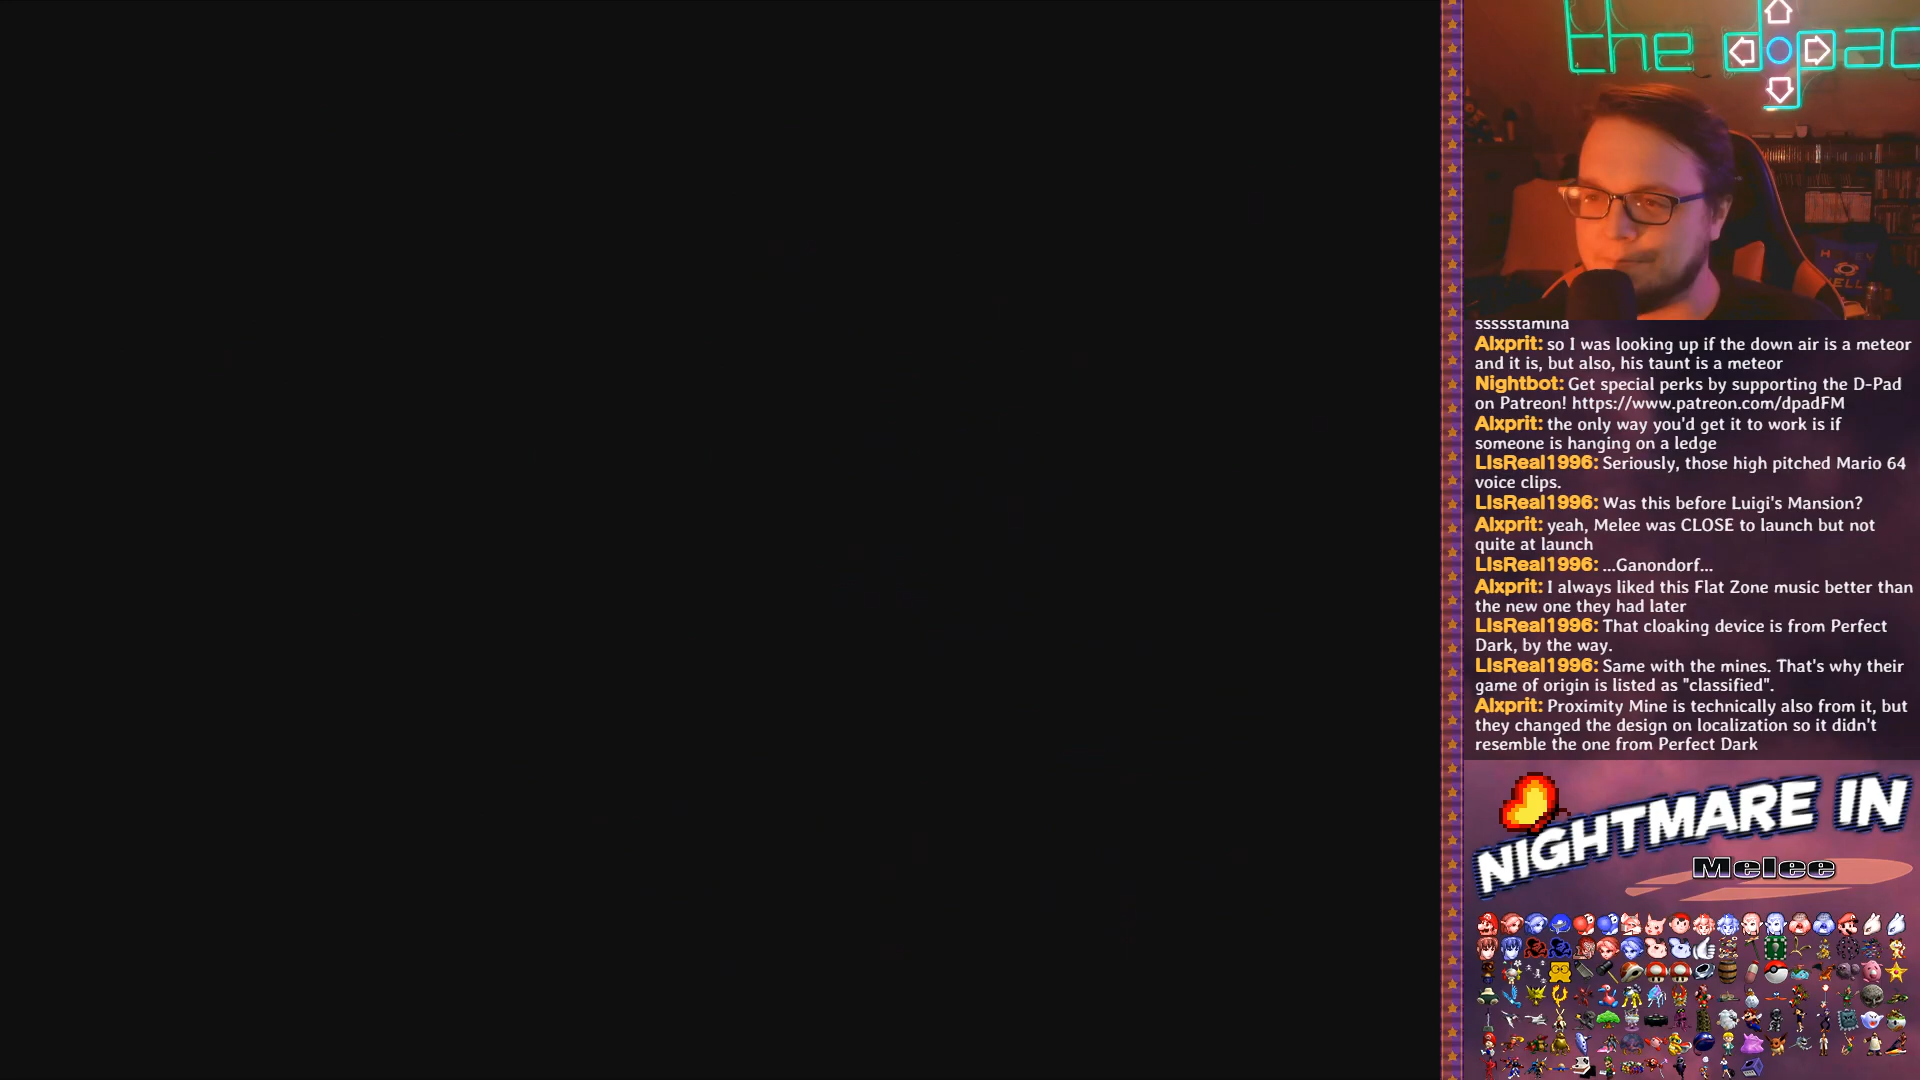 the dpad
H VEY
HELL
sssstamina
Alxprit: so I was looking up if the down air is a meteor
and it is, but also, his taunt is a meteor
Nightbot: Get special perks by supporting the D-Pad
on Patreon! https://www.patreon.com/dpadFM
Alxprit: the only way you'd get it to work is if
someone is hanging on a ledge
LIsReal1996: Seriously, those high pitched Mario 64
voice clips.
LIsReal1996: Was this before Luigi's Mansion?
Alxprit: yeah, Melee was CLOSE to launch but not
quite at launch
LIsReal1996: ...Ganondorf...
Alxprit: I always liked this Flat Zone music better than
the new one they had later
LIsReal1996: That cloaking device is from Perfect
Dark, by the way.
LIsReal1996: Same with the mines. That's why their
game of origin is listed as "classified".
Alxprit: Proximity Mine is technically also from it, but
they changed the design on localization so it didn't
resemble the one from Perfect Dark
NIGHTMARE IN
Melee